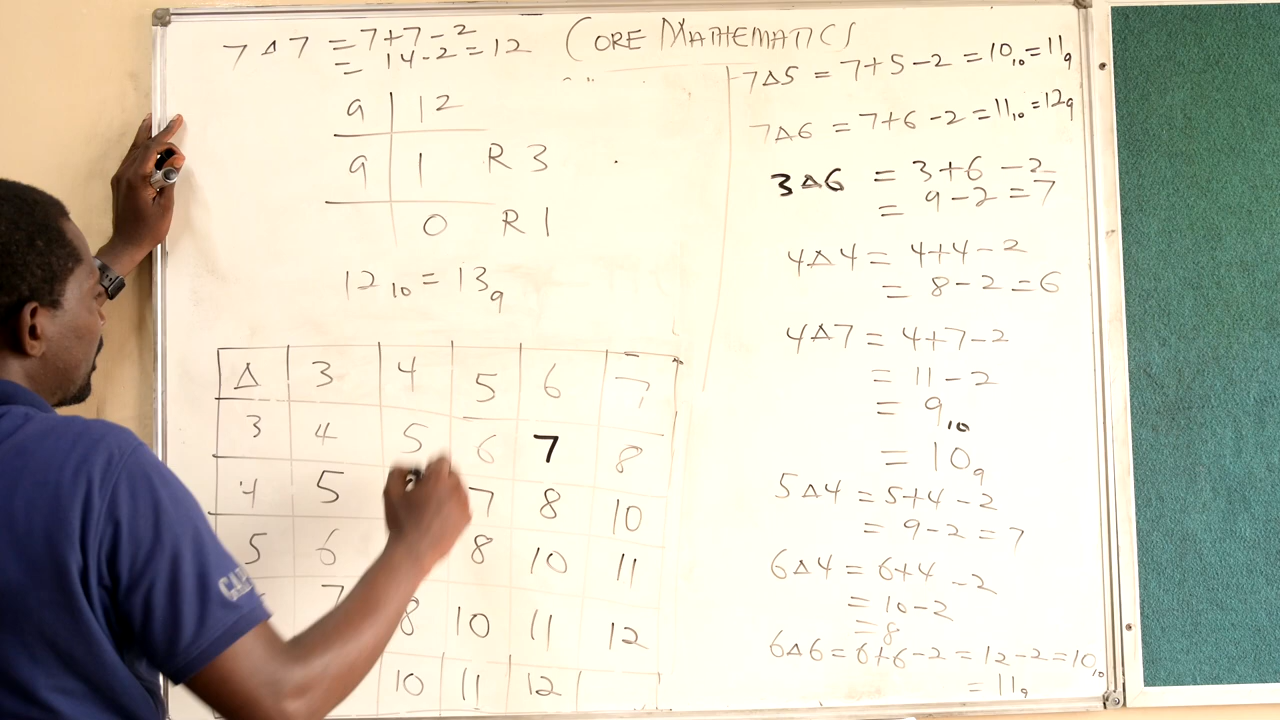 CORE MATHEMATICS
7 Δ 7 = 7+7-2
= 14-2 = 12
9 | 12
9 | 1 R 3
0 R 1
12₁₀ = 13₉
Δ 3 4 5 6 7
3 4 5 6 7 8
4 5 7 8 10
5 6 8 10 11
7 8 10 11 12
10 11 12
7Δ5 = 7+5-2 = 10₁₀ = 11₉
7Δ6 = 7+6-2 = 11₁₀ = 12₉
3Δ6 = 3+6-2
= 9-2 = 7
4Δ4 = 4+4-2
= 8-2 = 6
4Δ7 = 4+7-2
= 11-2
= 9₁₀
= 10₉
5Δ4 = 5+4-2
= 9-2 = 7
6Δ4 = 6+4-2
= 10-2
= 8
6Δ6 = 6+6-2 = 12-2 = 10₁₀
= 11₉